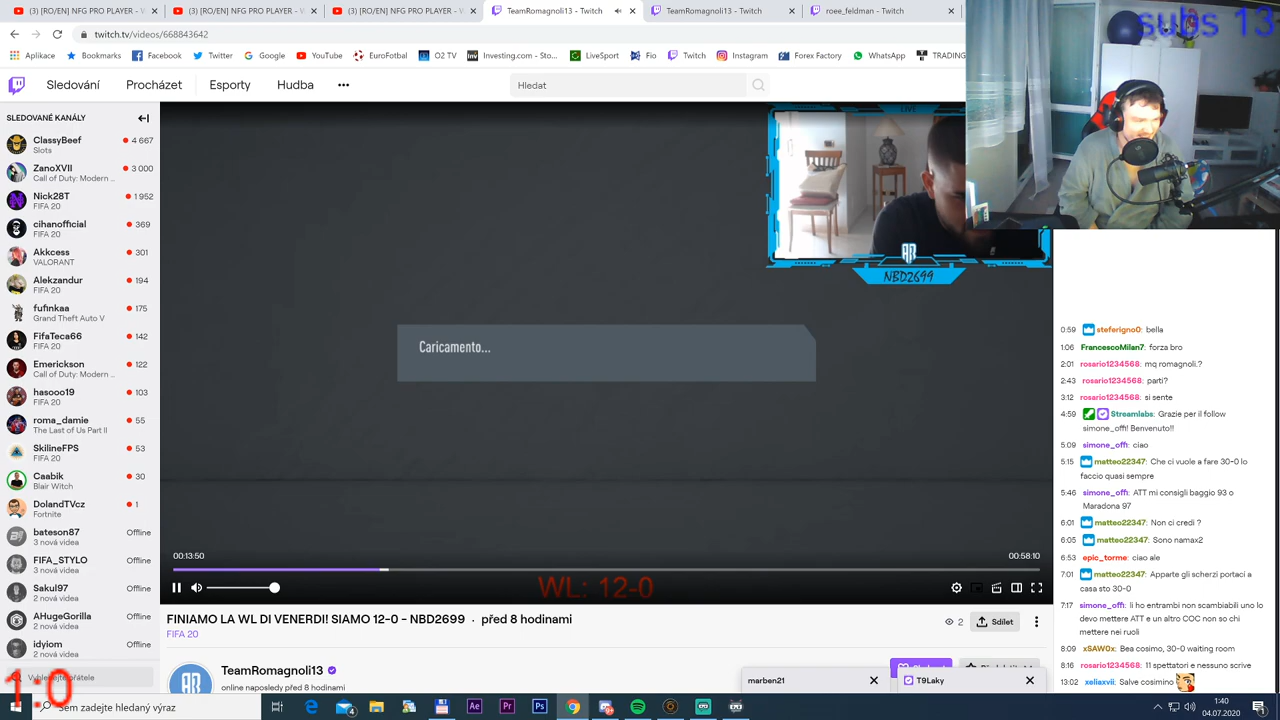 (3) [RO/EN] NFG PRO PLAYER - V
(3) [RO/EN] NFG PRO PLAYER - V
(3) [RO/EN] NFG PRO PLAYER - V
TeamRomagnoli13 - Twitch
TeamRomagnoli13 - Twitch
roee_feldman - Twitch
subs 13
twitch.tv/videos/668843642
Aplikace
Bookmarks
Facebook
Twitter
Google
YouTube
EuroFotbal
O2 TV
Investing.com - Sto...
LiveSport
Fio
Twitch
Instagram
Forex Factory
WhatsApp
TRADING
Sledování
Procházet
Esporty
Hudba
Hledat
SLEDOVANÉ KANÁLY
ClassyBeef 4 667
Slots
ZanoXVII 3 000
Call of Duty: Modern ..
Nick28T 1 952
FIFA 20
cihanofficial 369
FIFA 20
Akkcess 301
VALORANT
Alekzandur 194
FIFA 20
fufinkaa 175
Grand Theft Auto V
FifaTeca66 142
FIFA 20
Emerickson 122
Call of Duty: Modern ..
hasooo19 103
FIFA 20
roma_damie 55
The Last of Us Part II
SkilineFPS 53
FIFA 20
Caabik 30
Blair Witch
DolandTVcz 1
Fortnite
bateson87 Offline
3 nová videa
FIFA_STYLO Offline
3 nová videa
Sakul97 Offline
2 nová videa
AHugeGorilla Offline
2 nová videa
idyiom Offline
2 nová videa
1.0
NBD2699
Caricamento...
00:13:50
00:58:10
WL: 12-0
FINIAMO LA WL DI VENERDI! SIAMO 12-0 - NBD2699 · před 8 hodinami
FIFA 20
2
Sdílet
TeamRomagnoli13
online naposledy před 8 hodinami
marben21
T9Laky
0:59 steferigno0: bella
1:06 FrancescoMilan7: forza bro
2:01 rosario1234568: mq romagnoli.?
2:43 rosario1234568: parti?
3:12 rosario1234568: si sente
4:59 Streamlabs: Grazie per il follow
simone_offi! Benvenuto!!
5:09 simone_offi: ciao
5:15 matteo22347: Che ci vuole a fare 30-0 lo
faccio quasi sempre
5:46 simone_offi: ATT mi consigli baggio 93 o
Maradona 97
6:01 matteo22347: Non ci credi ?
6:05 matteo22347: Sono namax2
6:53 epic_torme: ciao ale
7:01 matteo22347: Apparte gli scherzi portaci a
casa sto 30-0
7:17 simone_offi: li ho entrambi non scambiabili uno lo
devo mettere ATT e un altro COC non so chi
mettere nei ruoli
8:09 xSAW0x: Bea cosimo, 30-0 waiting room
8:16 rosario1234568: 11 spettatori e nessuno scrive
13:02 xeliaxvii: Salve cosimino
Sem zadejte hledaný výraz
1:40
04.07.2020